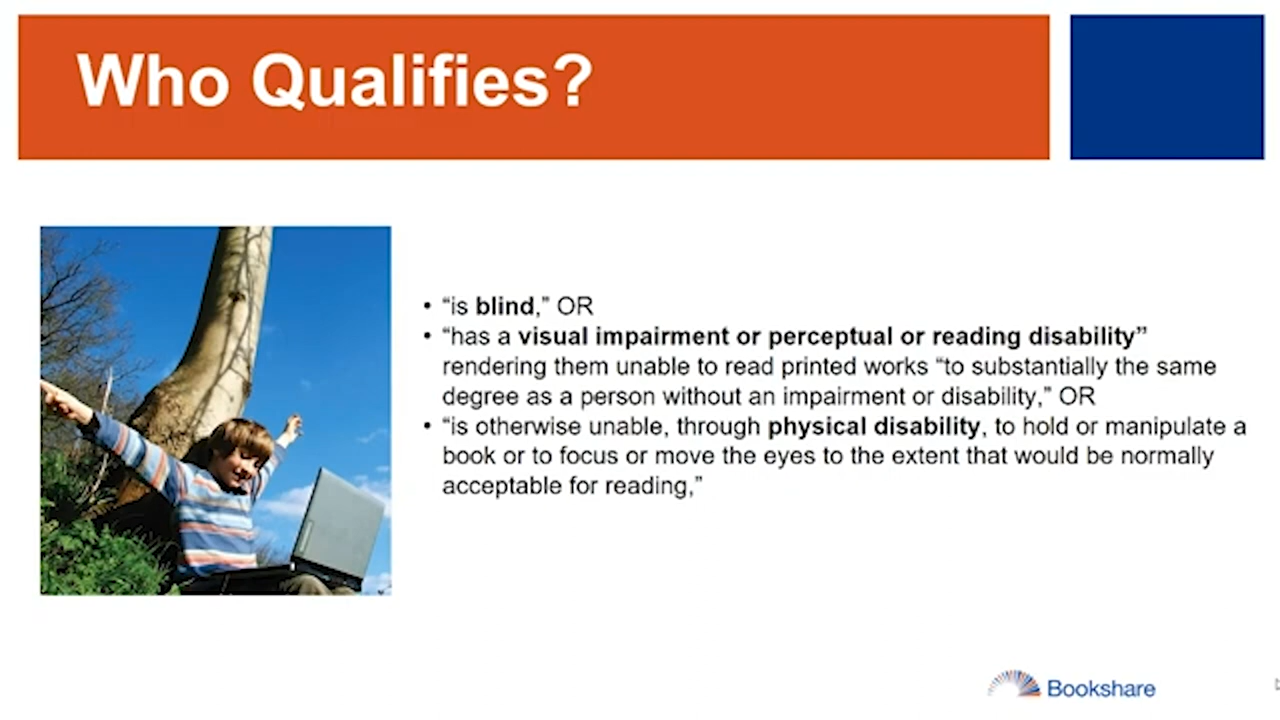 Who Qualifies?
• “is blind,” OR
• “has a visual impairment or perceptual or reading disability”
rendering them unable to read printed works “to substantially the same
degree as a person without an impairment or disability,” OR
• “is otherwise unable, through physical disability, to hold or manipulate a
book or to focus or move the eyes to the extent that would be normally
acceptable for reading,”
Bookshare